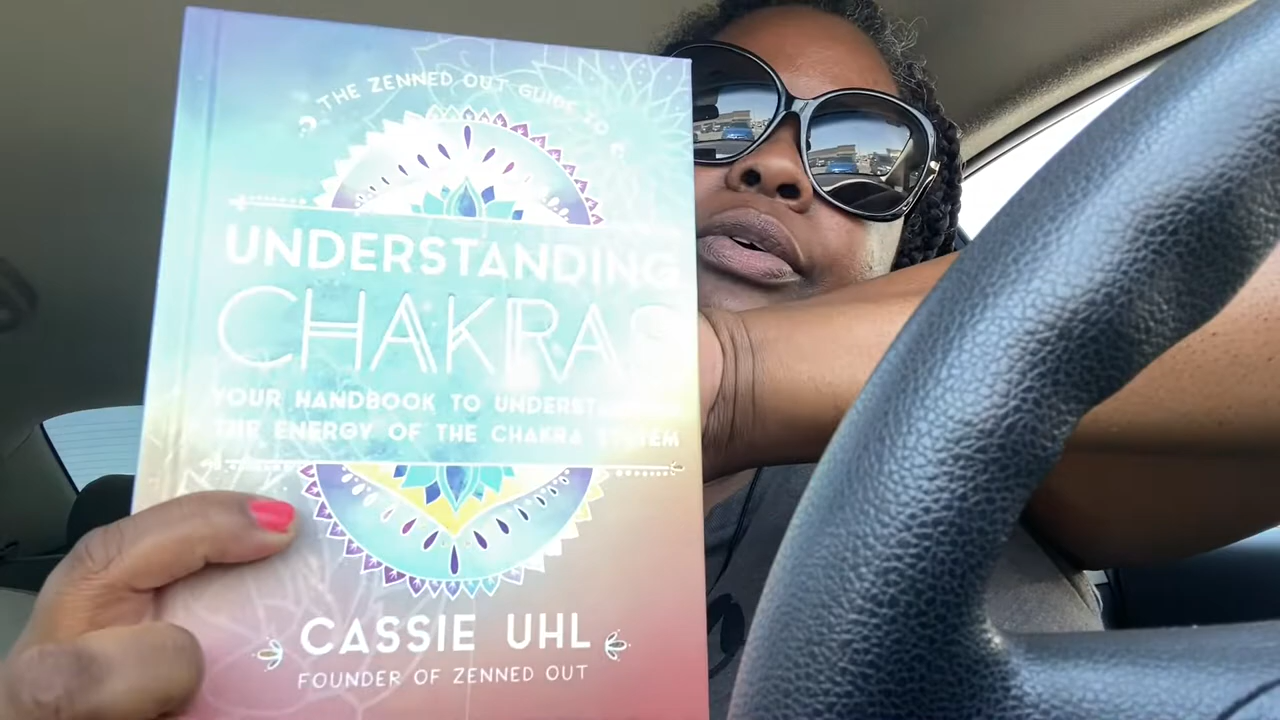 THE ZENNED OUT GUIDE TO
UNDERSTANDING
CHAKRAS
YOUR HANDBOOK TO
THE ENERGY OF THE CHAKRA SYSTEM
CASSIE UHL
FOUNDER OF ZENNED OUT